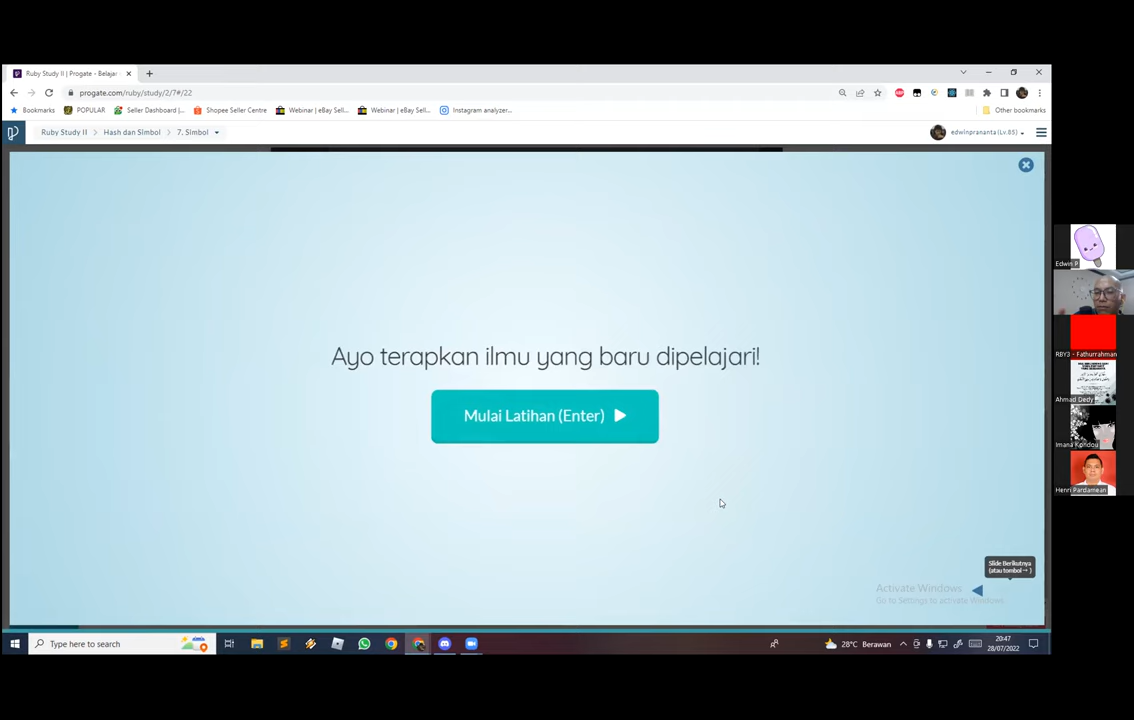 Ruby Study II | Progate - Belajar
progate.com/ruby/study/2/7#/22
Bookmarks POPULAR Seller Dashboard |... Shopee Seller Centre Webinar | eBay Sell... Webinar | eBay Sell... Instagram analyzer... Other bookmarks
Ruby Study II > Hash dan Simbol > 7. Simbol
edwinprananta (Lv.85)
Ayo terapkan ilmu yang baru dipelajari!
Mulai Latihan (Enter)
Slide Berikutnya
(atau tombol → )
Activate Windows
Go to Settings to activate Windows.
Edwin P
RBY3 - Fathurrahman
Ahmad Dedy
Imana Kondou
Henri Pardamean
Type here to search
28°C Berawan
20:47
28/07/2022